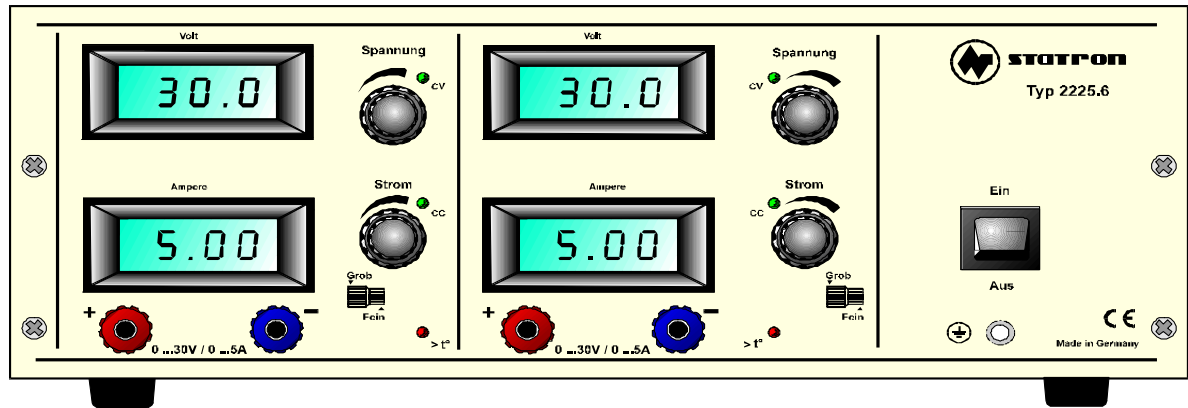 Volt
Spannung
30.0
CV
Ampere
Strom
CC
5.00
Grob
Fein
+
−
0 ...30V / 0 ...5A
> t°
Volt
Spannung
30.0
CV
Ampere
Strom
CC
5.00
Grob
Fein
+
−
0 ...30V / 0 ...5A
> t°
STATRON
Typ 2225.6
Ein
Aus
CE
Made in Germany